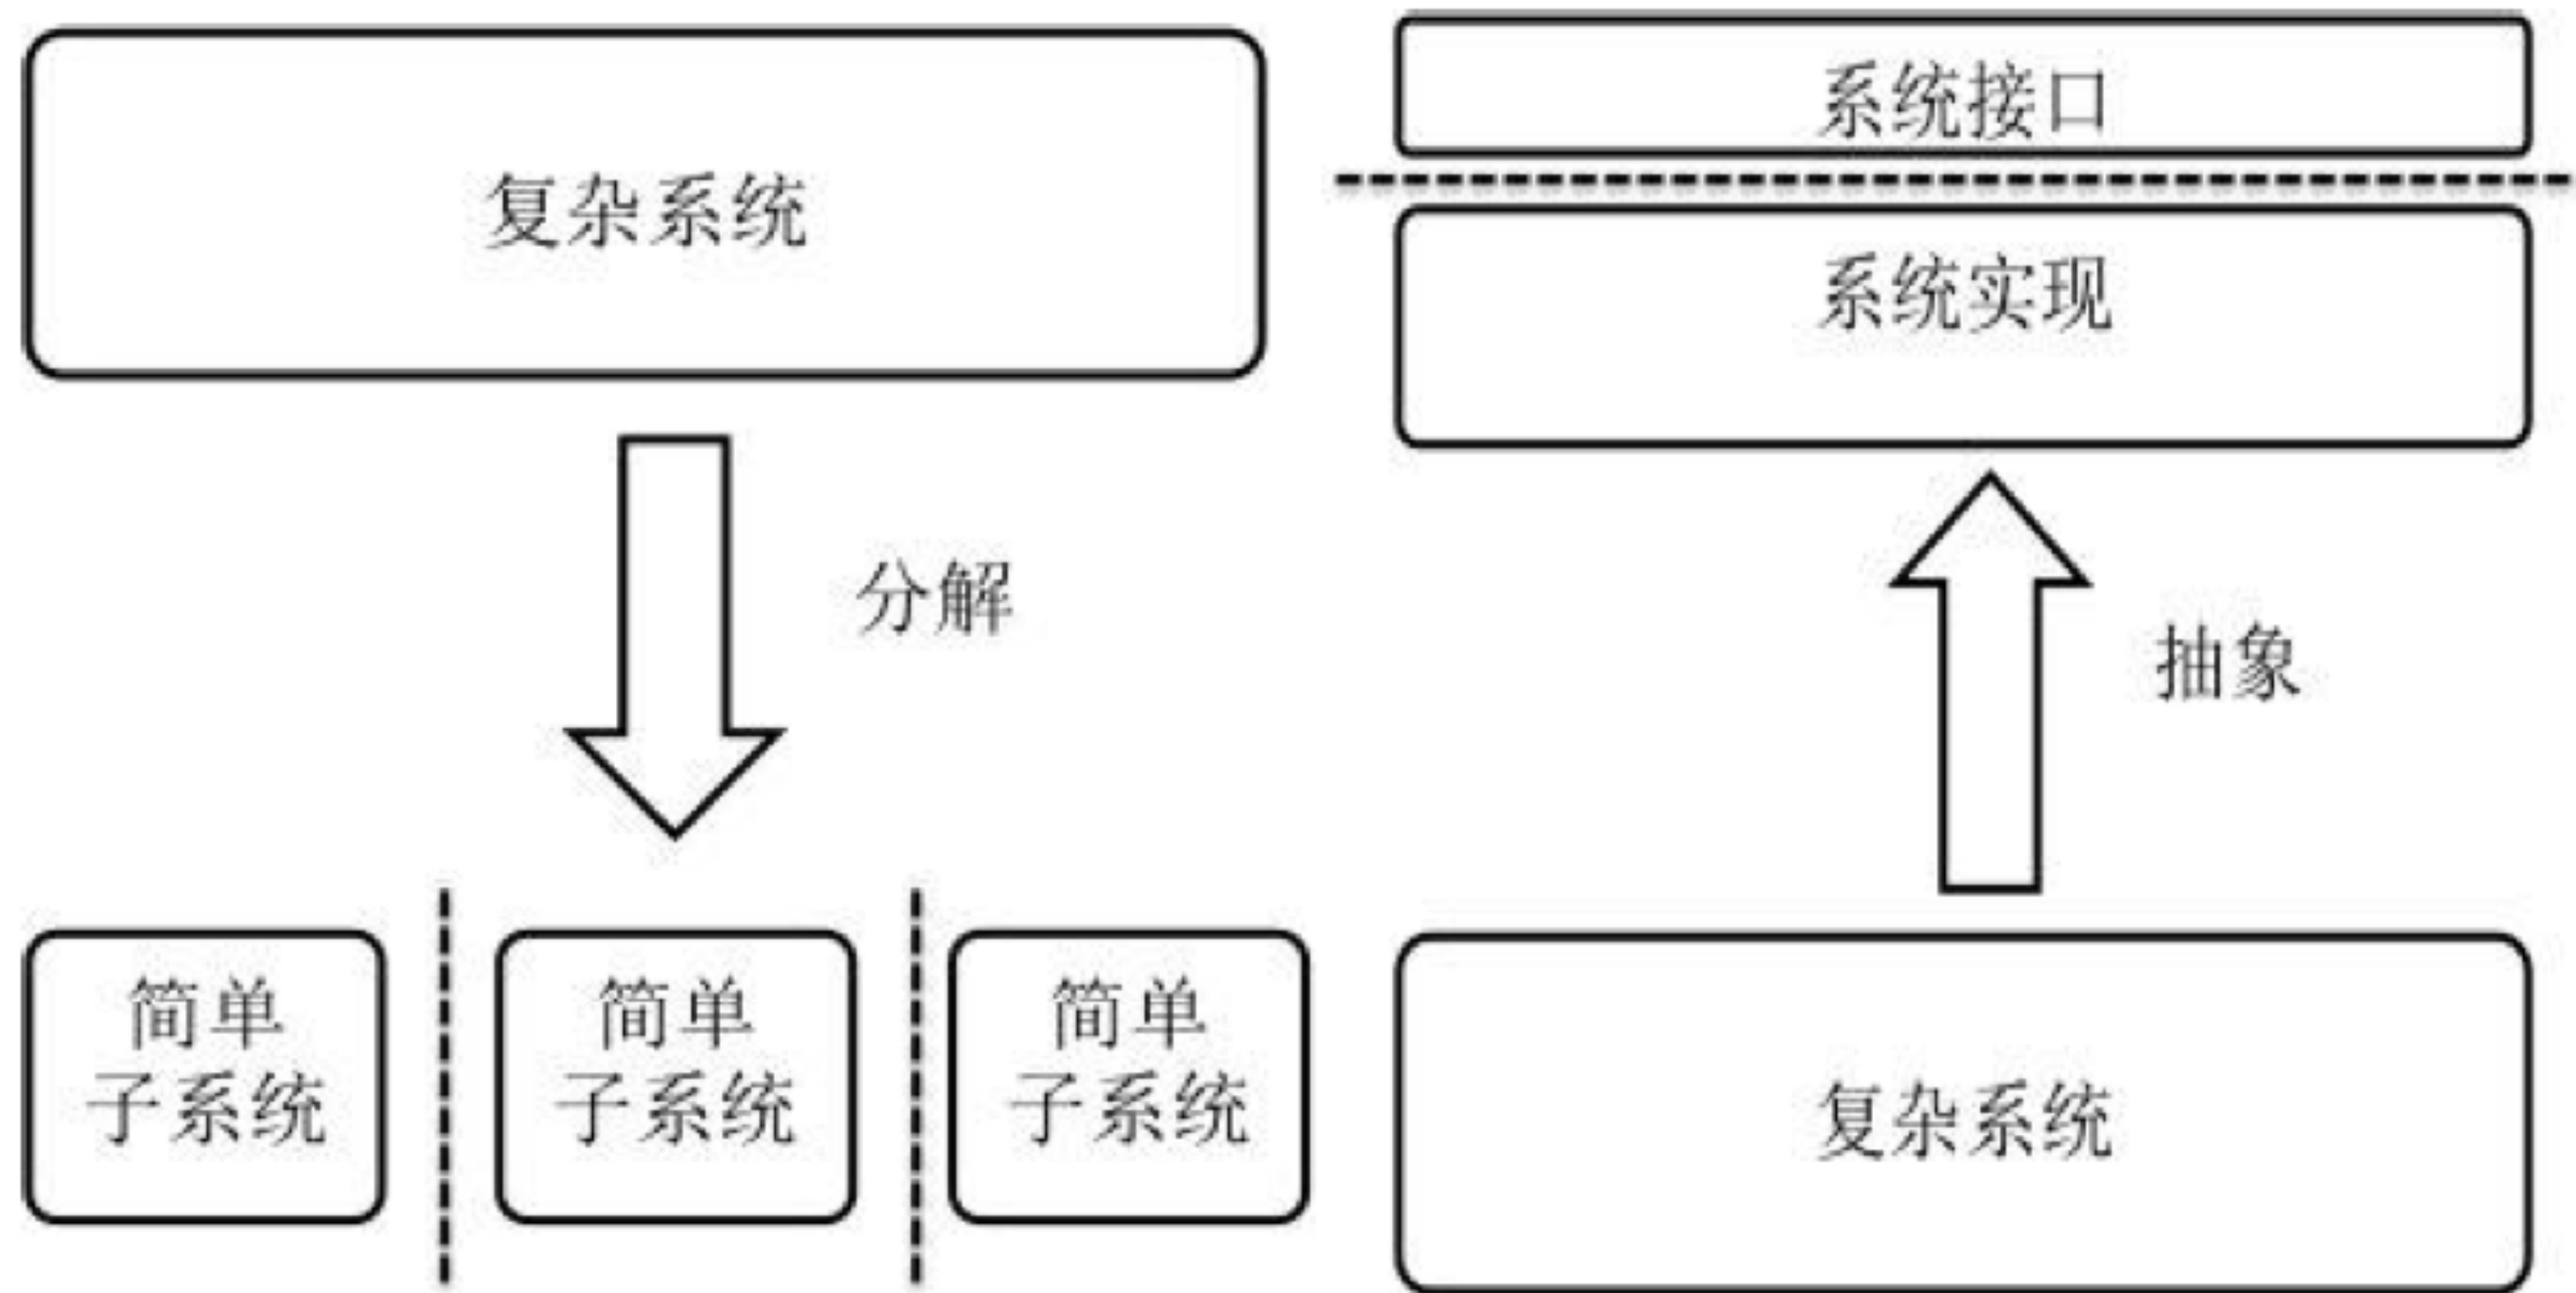 复杂系统
分解
简单
子系统
简单
子系统
简单
子系统
系统接口
系统实现
抽象
复杂系统